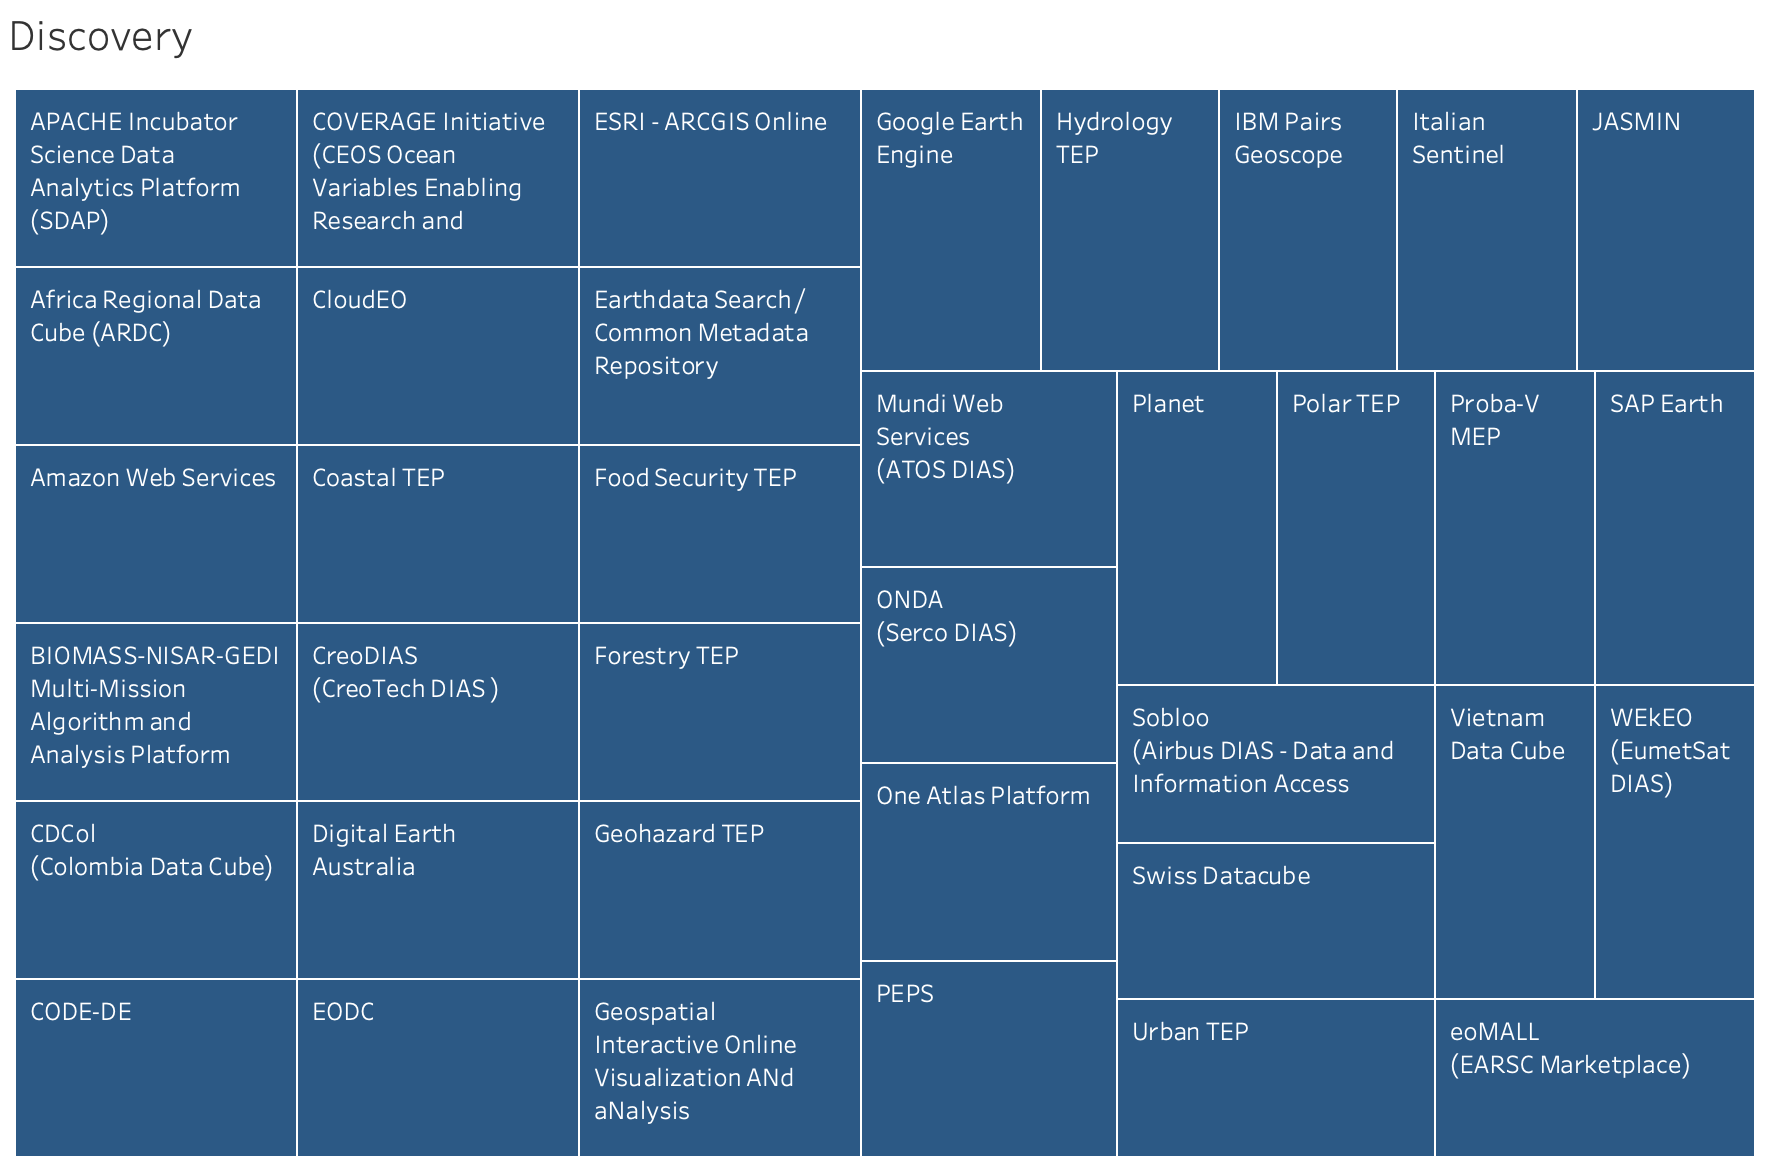 Discovery
APACHE Incubator
Science Data
Analytics Platform
(SDAP)
COVERAGE Initiative
(CEOS Ocean
Variables Enabling
Research and
ESRI - ARCGIS Online
Google Earth
Engine
Hydrology
TEP
IBM Pairs
Geoscope
Italian
Sentinel
JASMIN
Africa Regional Data
Cube (ARDC)
CloudEO
Earthdata Search /
Common Metadata
Repository
Mundi Web
Services
(ATOS DIAS)
Planet
Polar TEP
Proba-V
MEP
SAP Earth
Amazon Web Services
Coastal TEP
Food Security TEP
ONDA
(Serco DIAS)
BIOMASS-NISAR-GEDI
Multi-Mission
Algorithm and
Analysis Platform
CreoDIAS
(CreoTech DIAS )
Forestry TEP
Sobloo
(Airbus DIAS - Data and
Information Access
Vietnam
Data Cube
WEkEO
(EumetSat
DIAS)
One Atlas Platform
CDCol
(Colombia Data Cube)
Digital Earth
Australia
Geohazard TEP
Swiss Datacube
PEPS
CODE-DE
EODC
Geospatial
Interactive Online
Visualization ANd
aNalysis
Urban TEP
eoMALL
(EARSC Marketplace)